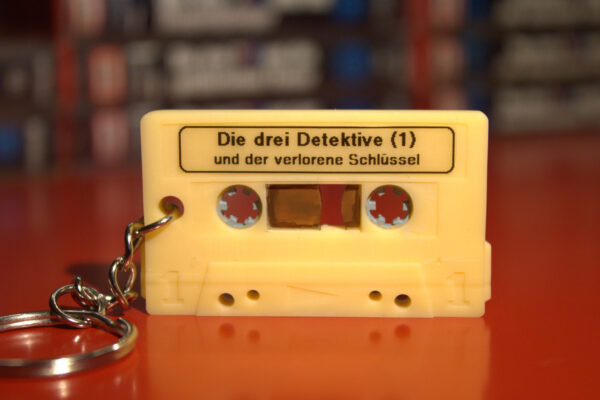 Die drei Detektive (1)
und der verlorene Schlüssel
1 1